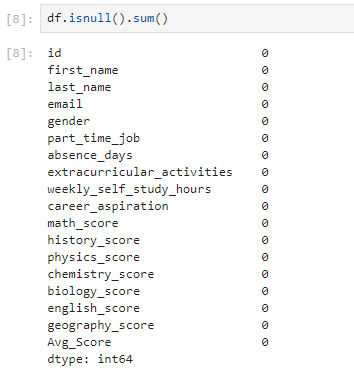 [8]: df.isnull().sum()
[8]: id 0
first_name 0
last_name 0
email 0
gender 0
part_time_job 0
absence_days 0
extracurricular_activities 0
weekly_self_study_hours 0
career_aspiration 0
math_score 0
history_score 0
physics_score 0
chemistry_score 0
biology_score 0
english_score 0
geography_score 0
Avg_Score 0
dtype: int64